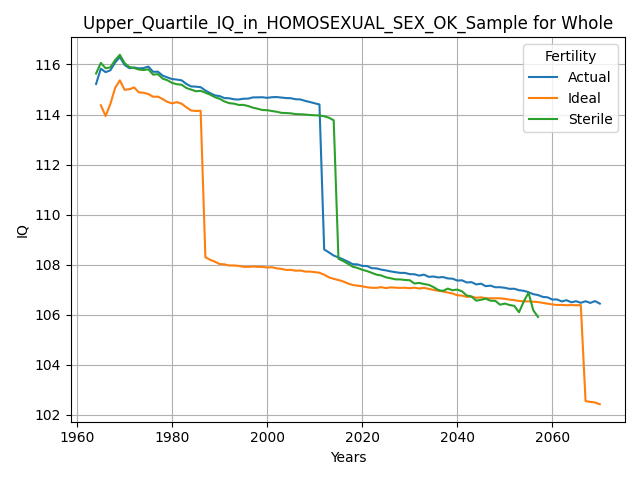 Upper_Quartile_IQ_in_HOMOSEXUAL_SEX_OK_Sample for Whole
Fertility
Actual
Ideal
Sterile
IQ
116
114
112
110
108
106
104
102
1960
1980
2000
2020
2040
2060
Years